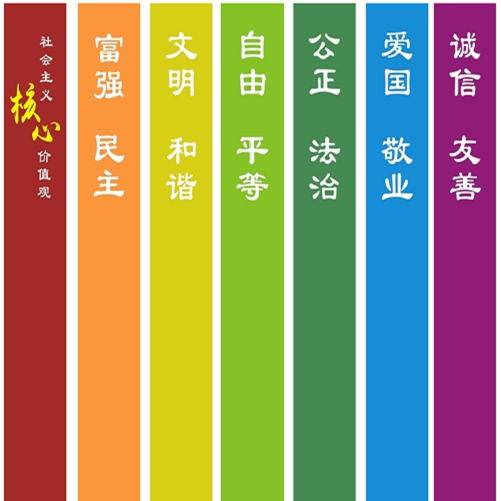 社会主义
核心
价值观
富强 民主
文明 和谐
自由 平等
公正 法治
爱国 敬业
诚信 友善